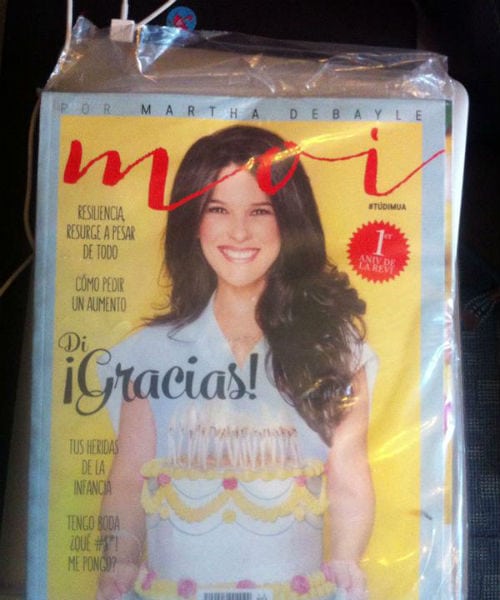 POR MARTHA DEBAYLE
moi
#TÚDIMUA
RESILIENCIA,
RESURGE A PESAR
DE TODO
1er
ANIV DE
LA REV!
CÓMO PEDIR
UN AUMENTO
Di
¡Gracias!
TUS HERIDAS
DE LA
INFANCIA
TENGO BODA
¿QUÉ #$*!
ME PONGO?